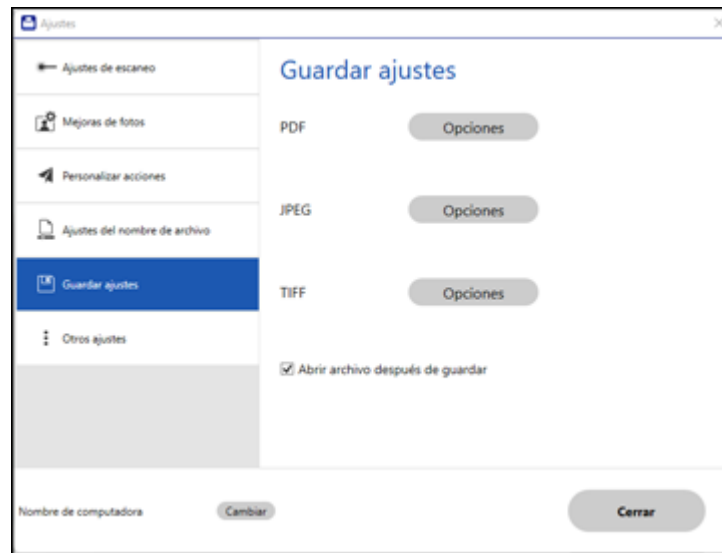 Ajustes
Ajustes de escaneo
Mejoras de fotos
Personalizar acciones
Ajustes del nombre de archivo
Guardar ajustes
Otros ajustes
Guardar ajustes
PDF Opciones
JPEG Opciones
TIFF Opciones
Abrir archivo después de guardar
Nombre de computadora Cambiar Cerrar